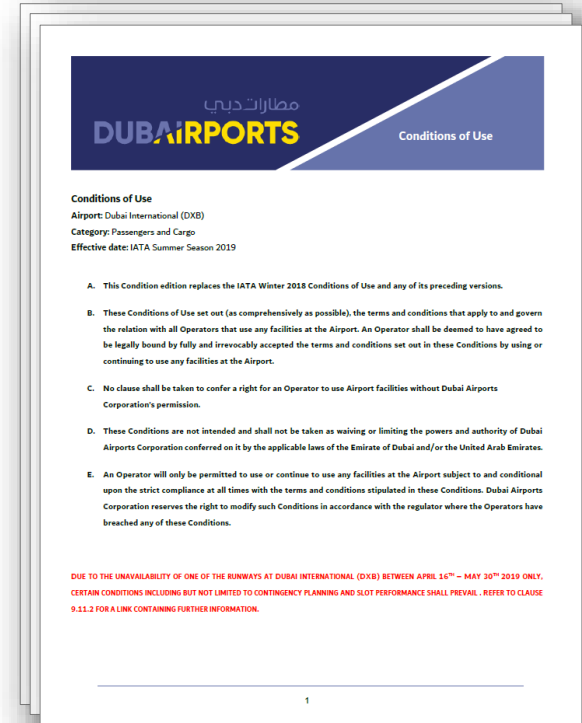 مطارات دبي
DUBAIRPORTS
Conditions of Use
Conditions of Use
Airport: Dubai International (DXB)
Category: Passengers and Cargo
Effective date: IATA Summer Season 2019
A. This Condition edition replaces the IATA Winter 2018 Conditions of Use and any of its preceding versions.
B. These Conditions of Use set out (as comprehensively as possible), the terms and conditions that apply to and govern
the relation with all Operators that use any facilities at the Airport. An Operator shall be deemed to have agreed to
be legally bound by fully and irrevocably accepted the terms and conditions set out in these Conditions by using or
continuing to use any facilities at the Airport.
C. No clause shall be taken to confer a right for an Operator to use Airport facilities without Dubai Airports
Corporation's permission.
D. These Conditions are not intended and shall not be taken as waiving or limiting the powers and authority of Dubai
Airports Corporation conferred on it by the applicable laws of the Emirate of Dubai and/or the United Arab Emirates.
E. An Operator will only be permitted to use or continue to use any facilities at the Airport subject to and conditional
upon the strict compliance at all times with the terms and conditions stipulated in these Conditions. Dubai Airports
Corporation reserves the right to modify such Conditions in accordance with the regulator where the Operators have
breached any of these Conditions.
DUE TO THE UNAVAILABILITY OF ONE OF THE RUNWAYS AT DUBAI INTERNATIONAL (DXB) BETWEEN APRIL 16TH – MAY 30TH 2019 ONLY.
CERTAIN CONDITIONS INCLUDING BUT NOT LIMITED TO CONTINGENCY PLANNING AND SLOT PERFORMANCE SHALL PREVAIL . REFER TO CLAUSE
9.11.2 FOR A LINK CONTAINING FURTHER INFORMATION.
1